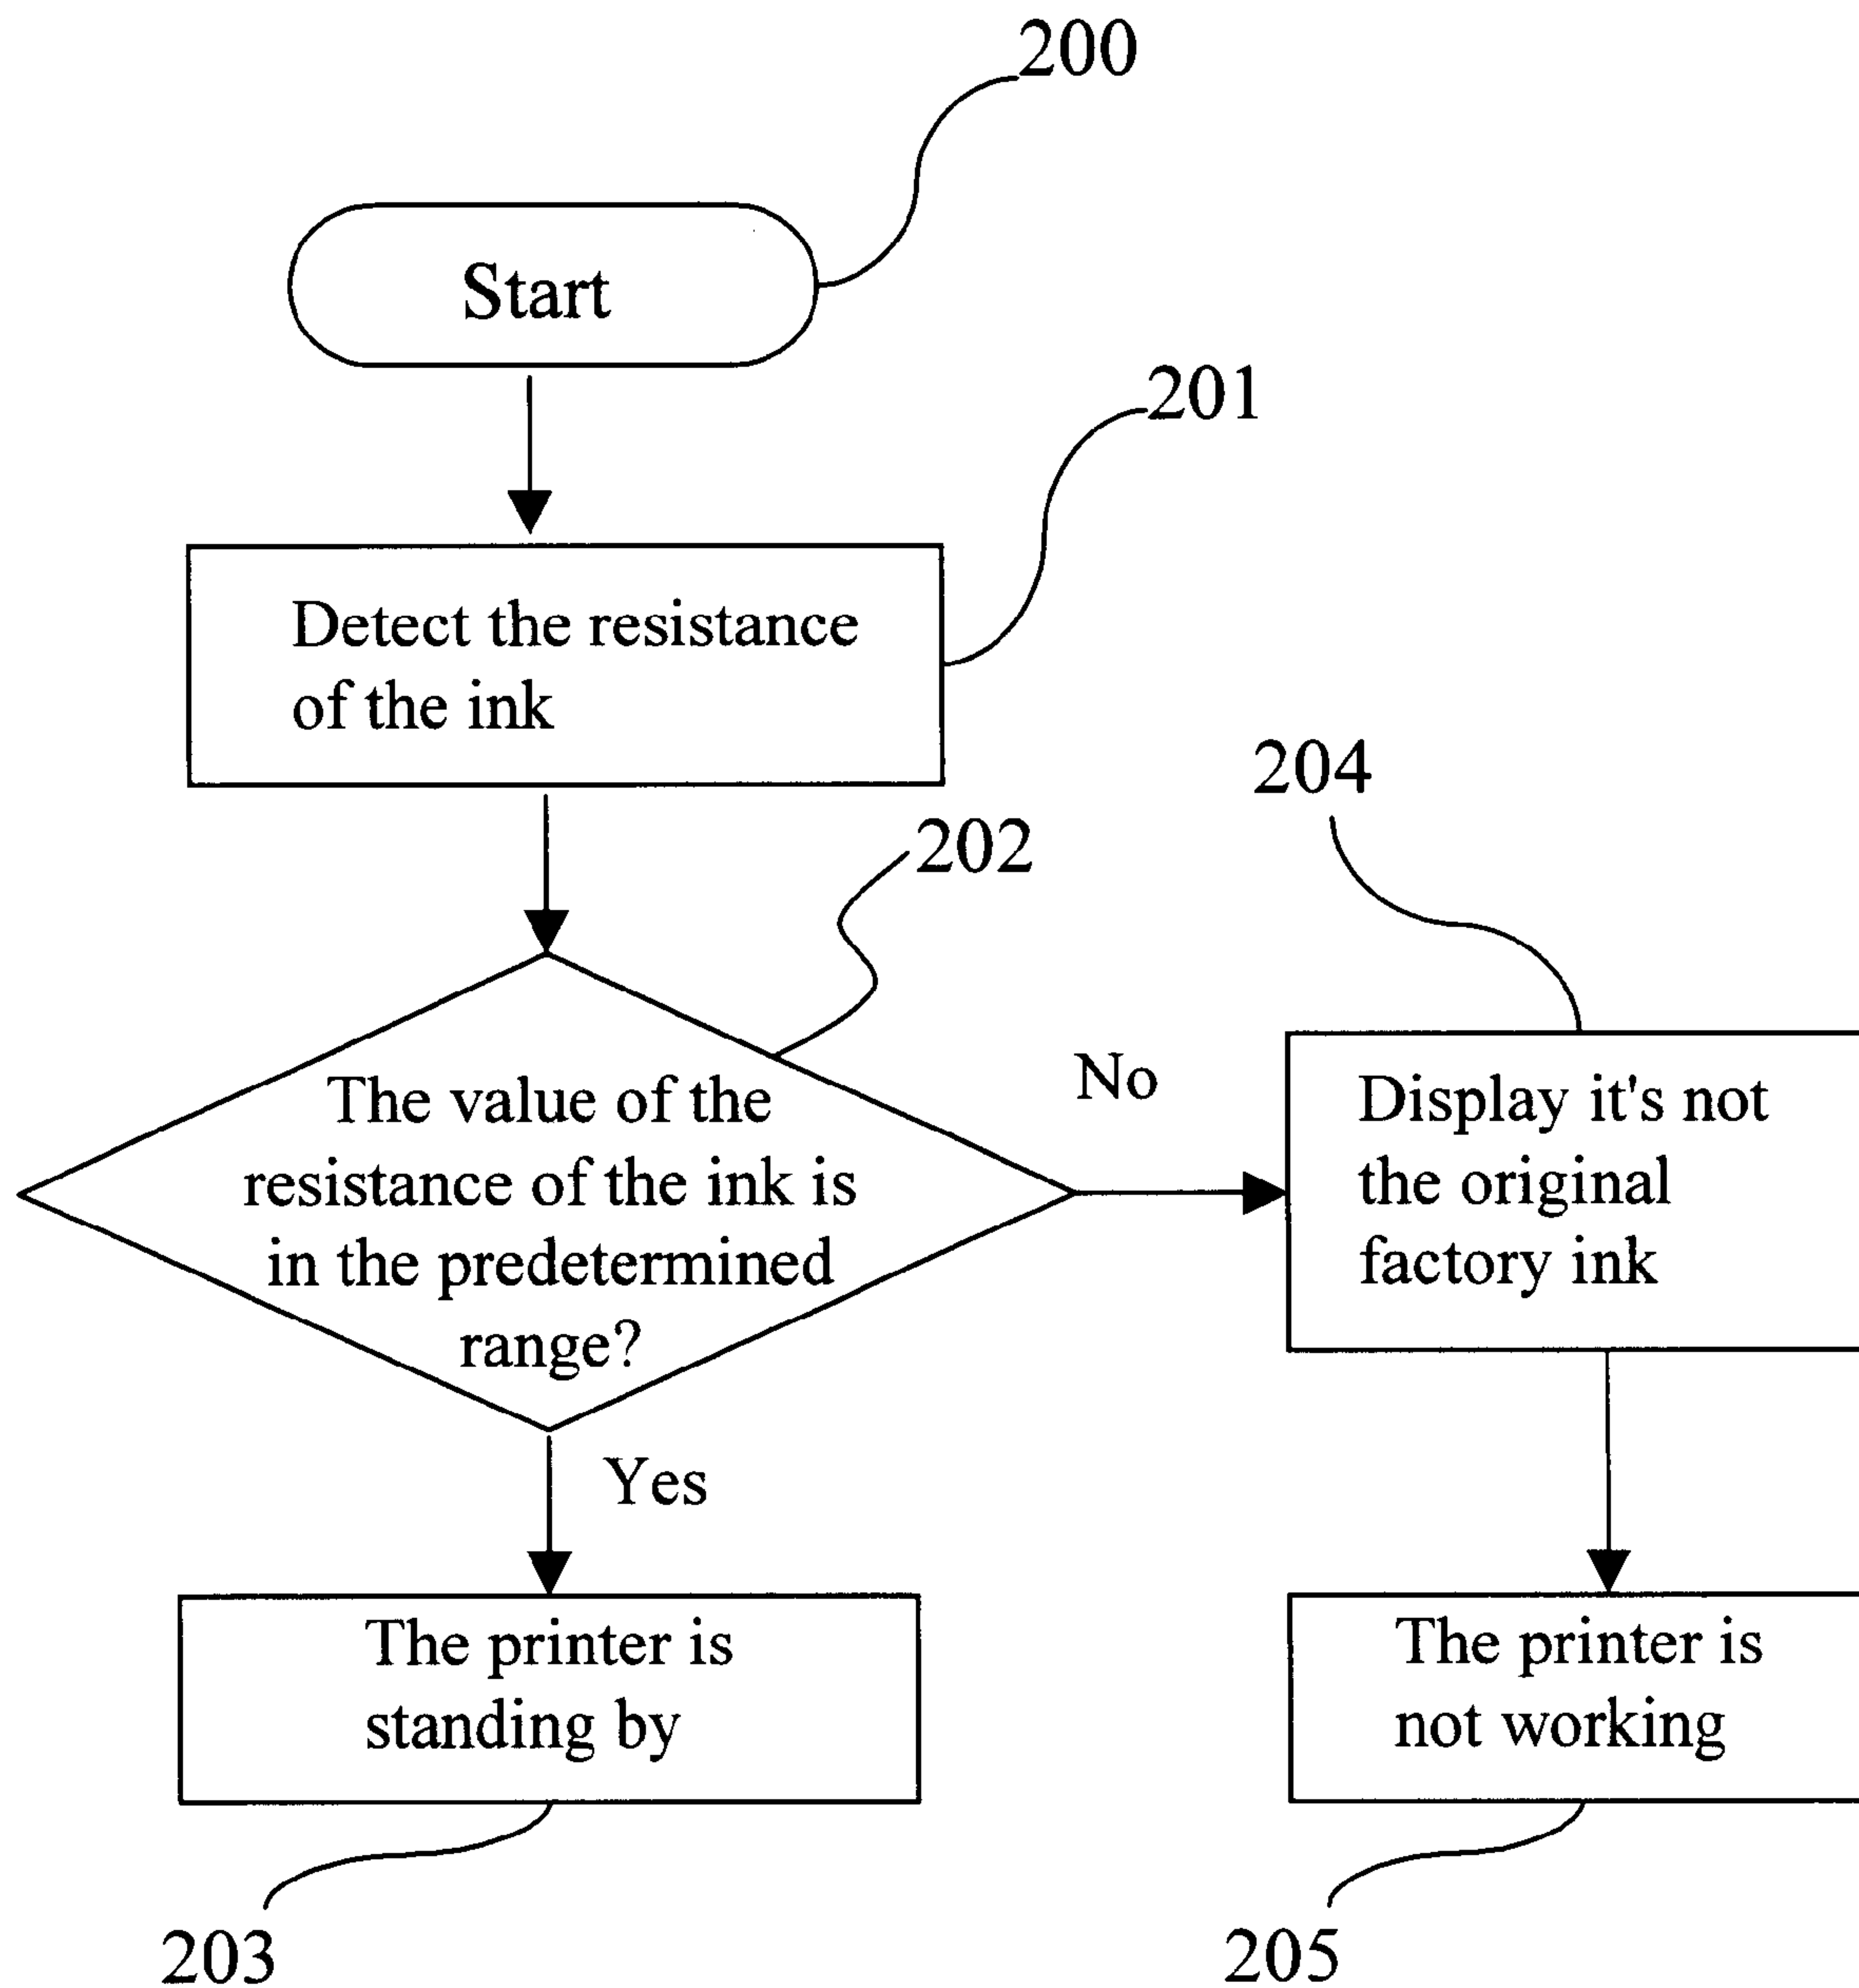 200
Start
201
Detect the resistance
of the ink
202
The value of the
resistance of the ink is
in the predetermined
range?
No
204
Display it's not
the original
factory ink
Yes
The printer is
standing by
203
The printer is
not working
205